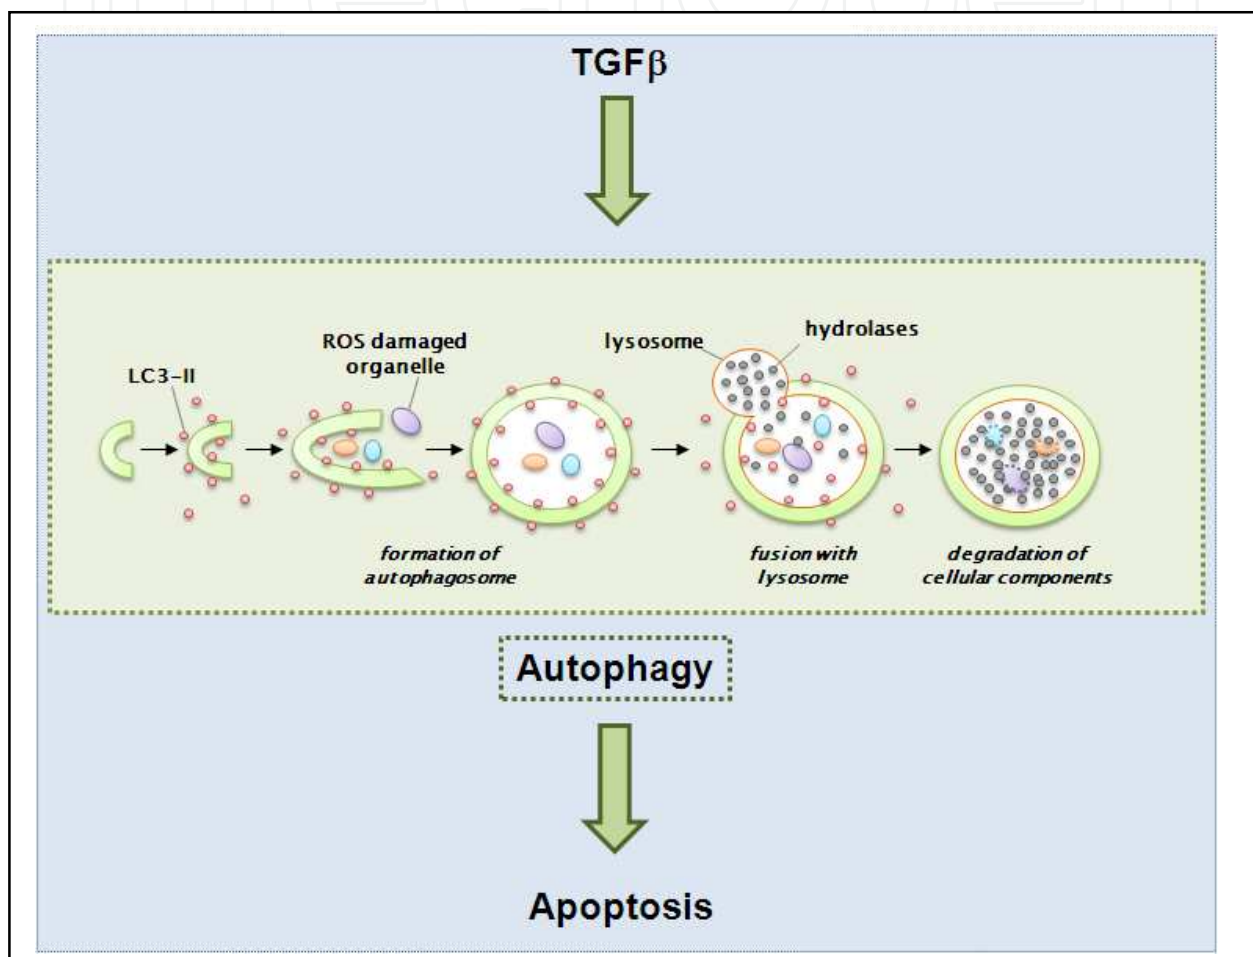 TGFβ
ROS damaged
organelle
LC3-II
lysosome
hydrolases
formation of
autophagosome
fusion with
lysosome
degradation of
cellular components
Autophagy
Apoptosis